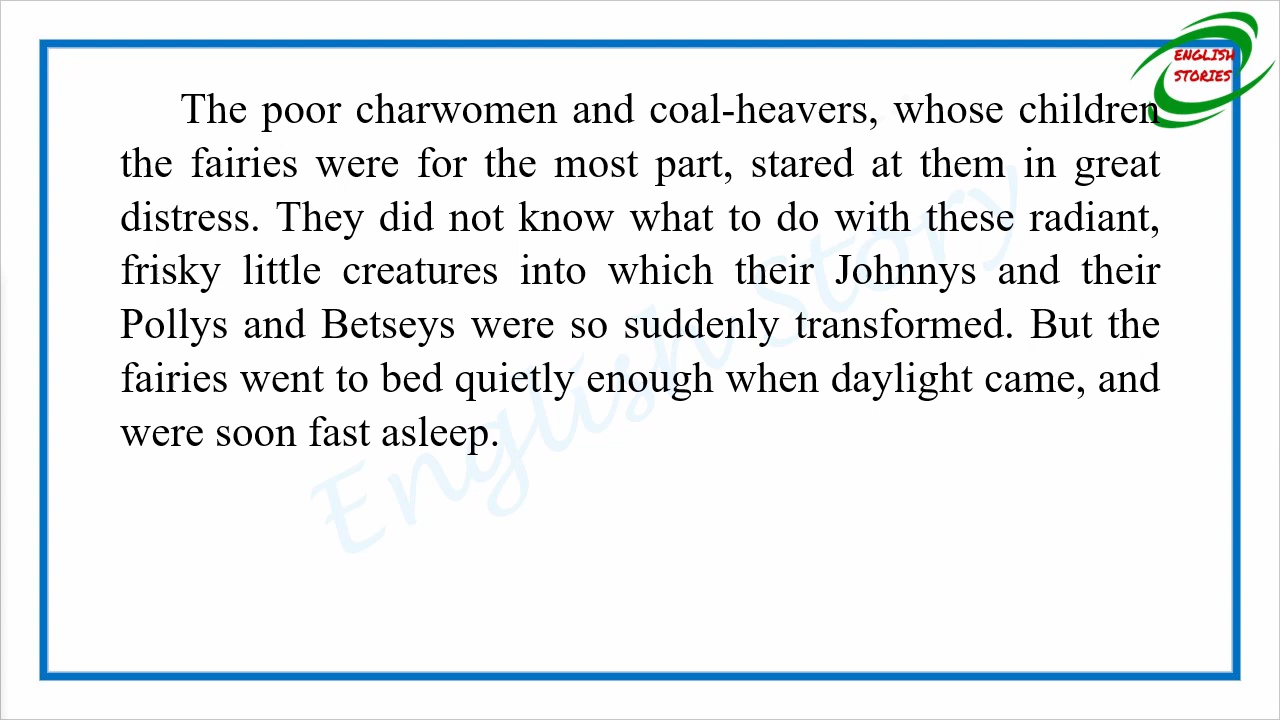 ENGLISH
STORIES
The poor charwomen and coal-heavers, whose children
the fairies were for the most part, stared at them in great
distress. They did not know what to do with these radiant,
frisky little creatures into which their Johnnys and their
Pollys and Betseys were so suddenly transformed. But the
fairies went to bed quietly enough when daylight came, and
were soon fast asleep.
English Story